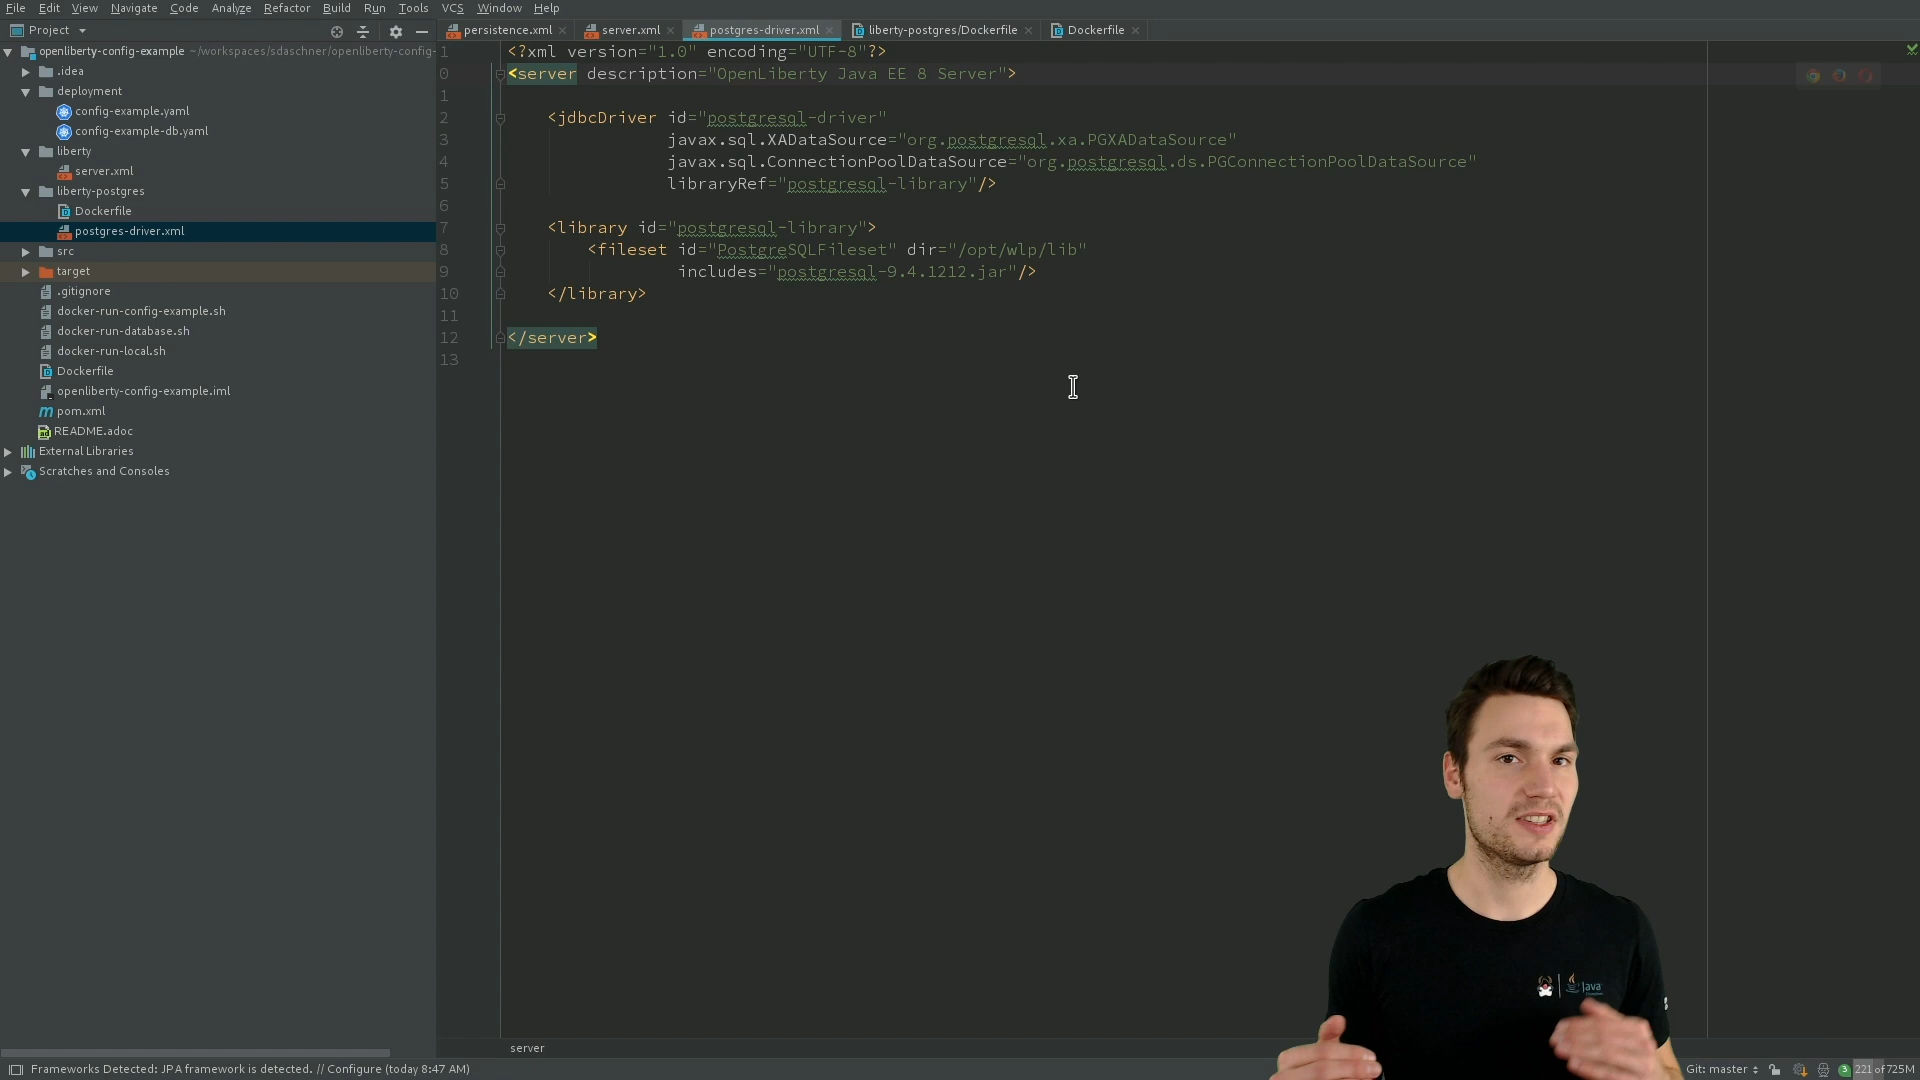 File Edit View Navigate Code Analyze Refactor Build Run Tools VCS Window Help
Project
persistence.xml
server.xml
postgres-driver.xml
liberty-postgres/Dockerfile
Dockerfile
openliberty-config-example ~/workspaces/sdaschner/openliberty-config-
.idea
deployment
config-example.yaml
config-example-db.yaml
liberty
server.xml
liberty-postgres
Dockerfile
postgres-driver.xml
src
target
.gitignore
docker-run-config-example.sh
docker-run-database.sh
docker-run-local.sh
Dockerfile
openliberty-config-example.iml
pom.xml
README.adoc
External Libraries
Scratches and Consoles
1 <?xml version="1.0" encoding="UTF-8"?>
0 <server description="OpenLiberty Java EE 8 Server">
1
2 <jdbcDriver id="postgresql-driver"
3 javax.sql.XADataSource="org.postgresql.xa.PGXADataSource"
4 javax.sql.ConnectionPoolDataSource="org.postgresql.ds.PGConnectionPoolDataSource"
5 libraryRef="postgresql-library"/>
6
7 <library id="postgresql-library">
8 <fileset id="PostgreSQLFileset" dir="/opt/wlp/lib"
9 includes="postgresql-9.4.1212.jar"/>
10 </library>
11
12 </server>
13
Java
server
Frameworks Detected: JPA framework is detected. // Configure (today 8:47 AM)
Git: master
3
221 of 725M